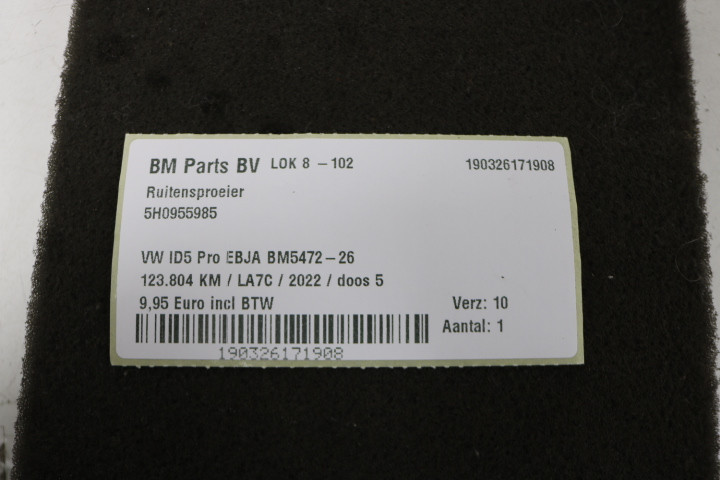 BM Parts BV LOK 8 - 102 190326171908
Ruitensproeier
5H0955985
VW ID5 Pro EBJA BM5472-26
123.804 KM / LA7C / 2022 / doos 5
9,95 Euro incl BTW Verz: 10
Aantal: 1
190326171908